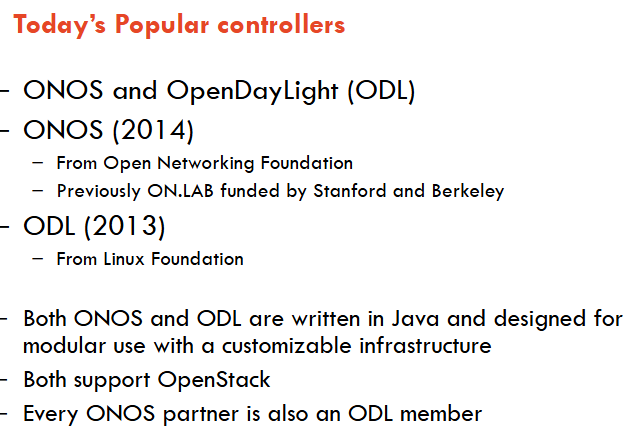 Today's Popular controllers
– ONOS and OpenDayLight (ODL)
– ONOS (2014)
– From Open Networking Foundation
– Previously ON.LAB funded by Stanford and Berkeley
– ODL (2013)
– From Linux Foundation
– Both ONOS and ODL are written in Java and designed for
modular use with a customizable infrastructure
– Both support OpenStack
– Every ONOS partner is also an ODL member